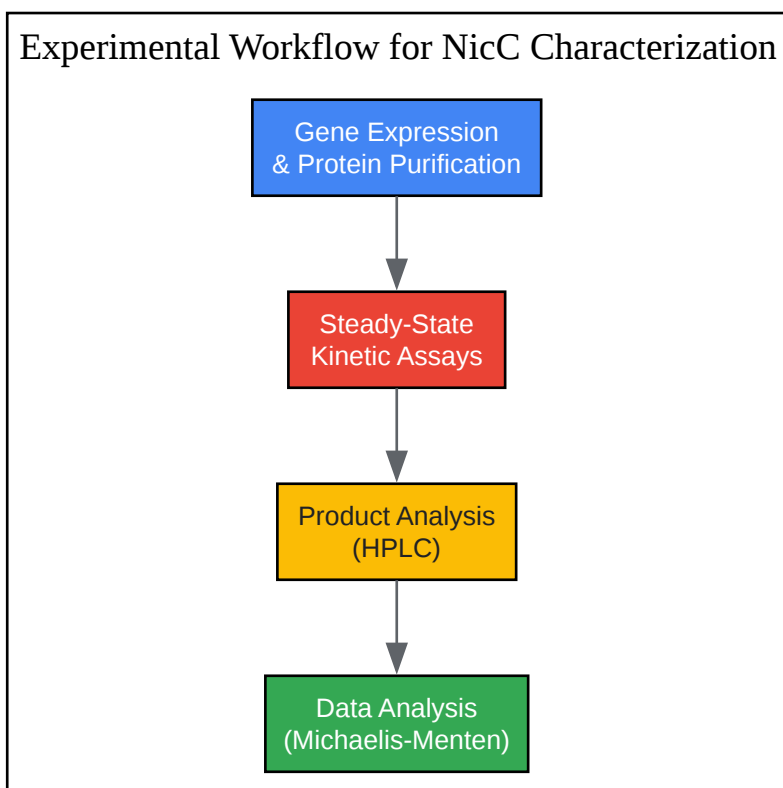 Experimental Workflow for NicC Characterization
Gene Expression
& Protein Purification
Steady-State
Kinetic Assays
Product Analysis
(HPLC)
Data Analysis
(Michaelis-Menten)